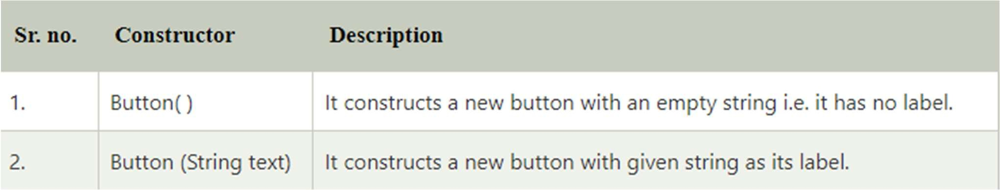 Sr. no. Constructor Description
1. Button( ) It constructs a new button with an empty string i.e. it has no label.
2. Button (String text) It constructs a new button with given string as its label.